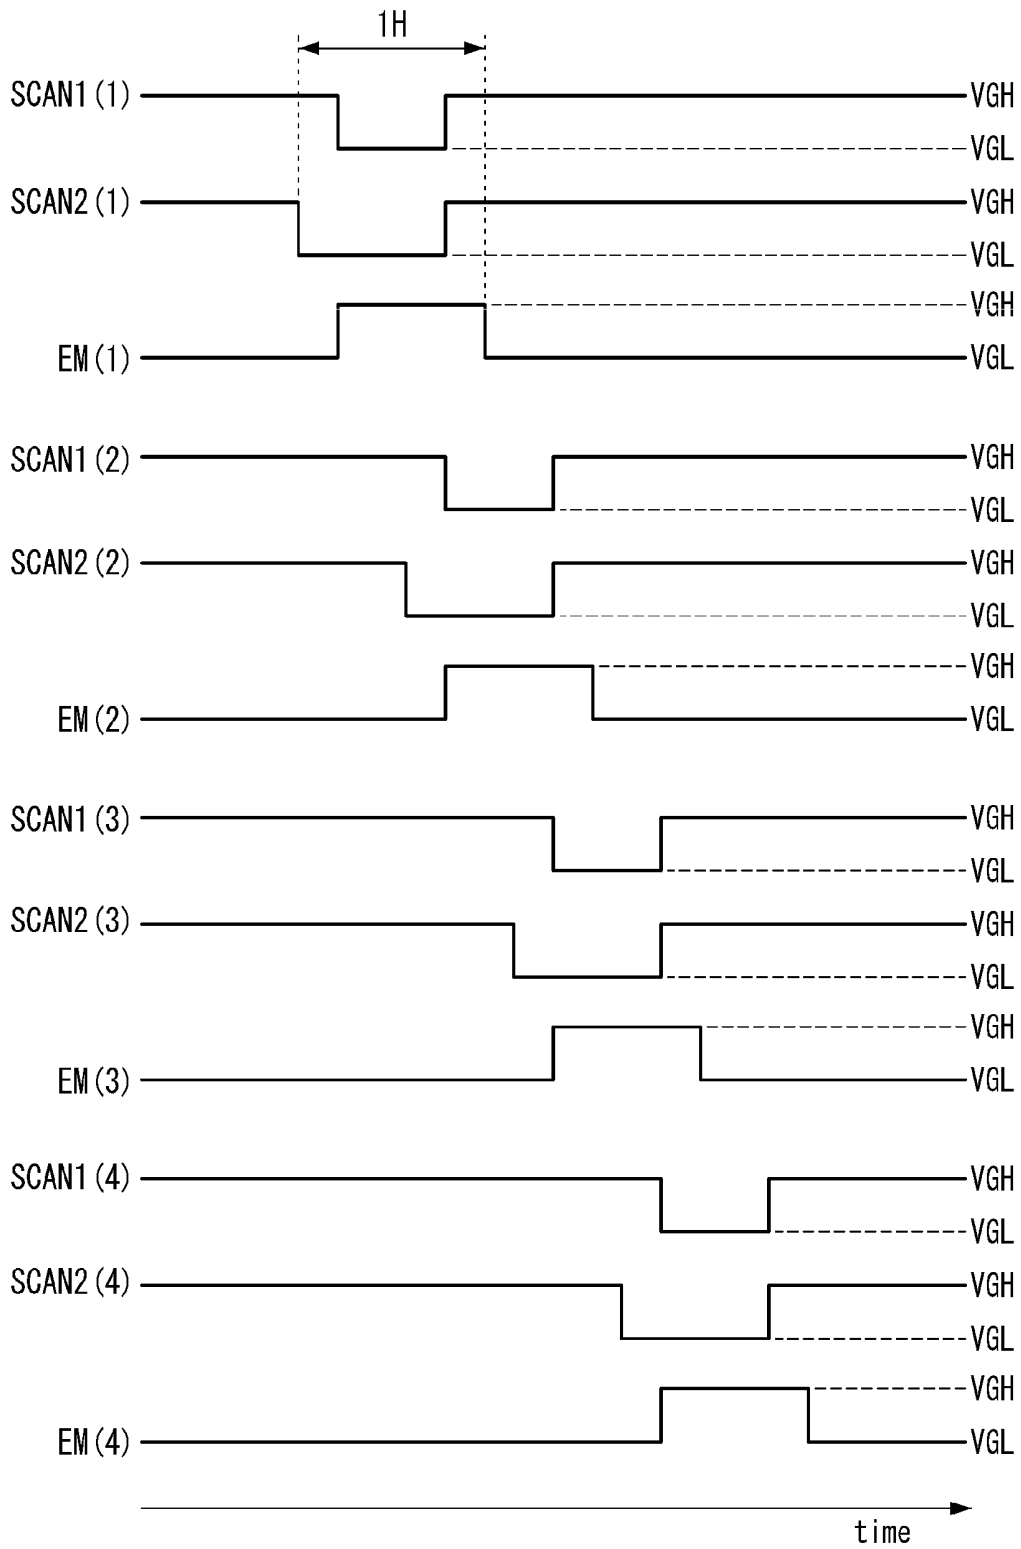 1H
SCAN1(1) VGH
VGL
SCAN2(1) VGH
VGL
VGH
EM(1) VGL
SCAN1(2) VGH
VGL
SCAN2(2) VGH
VGL
VGH
EM(2) VGL
SCAN1(3) VGH
VGL
SCAN2(3) VGH
VGL
VGH
EM(3) VGL
SCAN1(4) VGH
VGL
SCAN2(4) VGH
VGL
VGH
EM(4) VGL
time